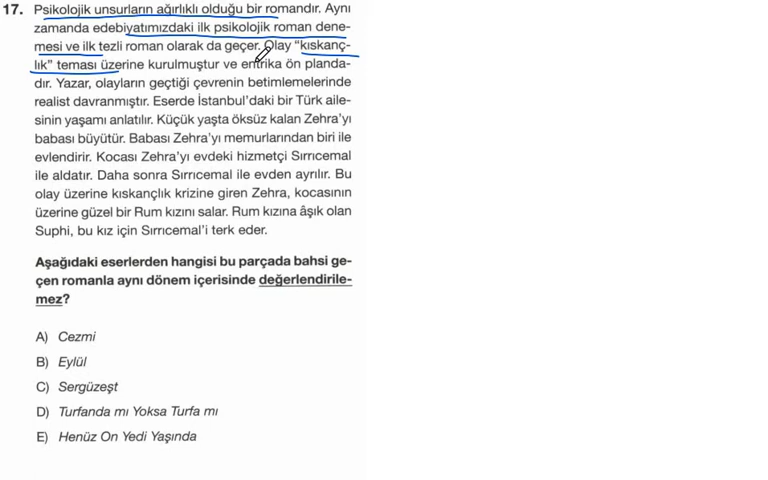 17. Psikolojik unsurların ağırlıklı olduğu bir romandır. Aynı
zamanda edebiyatımızdaki ilk psikolojik roman dene-
mesi ve ilk tezli roman olarak da geçer. Olay “kıskanç-
lık” teması üzerine kurulmuştur ve entrika ön planda-
dır. Yazar, olayların geçtiği çevrenin betimlemelerinde
realist davranmıştır. Eserde İstanbul’daki bir Türk aile-
sinin yaşamı anlatılır. Küçük yaşta öksüz kalan Zehra’yı
babası büyütür. Babası Zehra’yı memurlarından biri ile
evlendirir. Kocası Zehra’yı evdeki hizmetçi Sırrıcemal
ile aldatır. Daha sonra Sırrıcemal ile evden ayrılır. Bu
olay üzerine kıskançlık krizine giren Zehra, kocasının
üzerine güzel bir Rum kızını salar. Rum kızına âşık olan
Suphi, bu kız için Sırrıcemal’i terk eder.
Aşağıdaki eserlerden hangisi bu parçada bahsi ge-
çen romanla aynı dönem içerisinde değerlendirile-
mez?
A) Cezmi
B) Eylül
C) Sergüzeşt
D) Turfanda mı Yoksa Turfa mı
E) Henüz On Yedi Yaşında